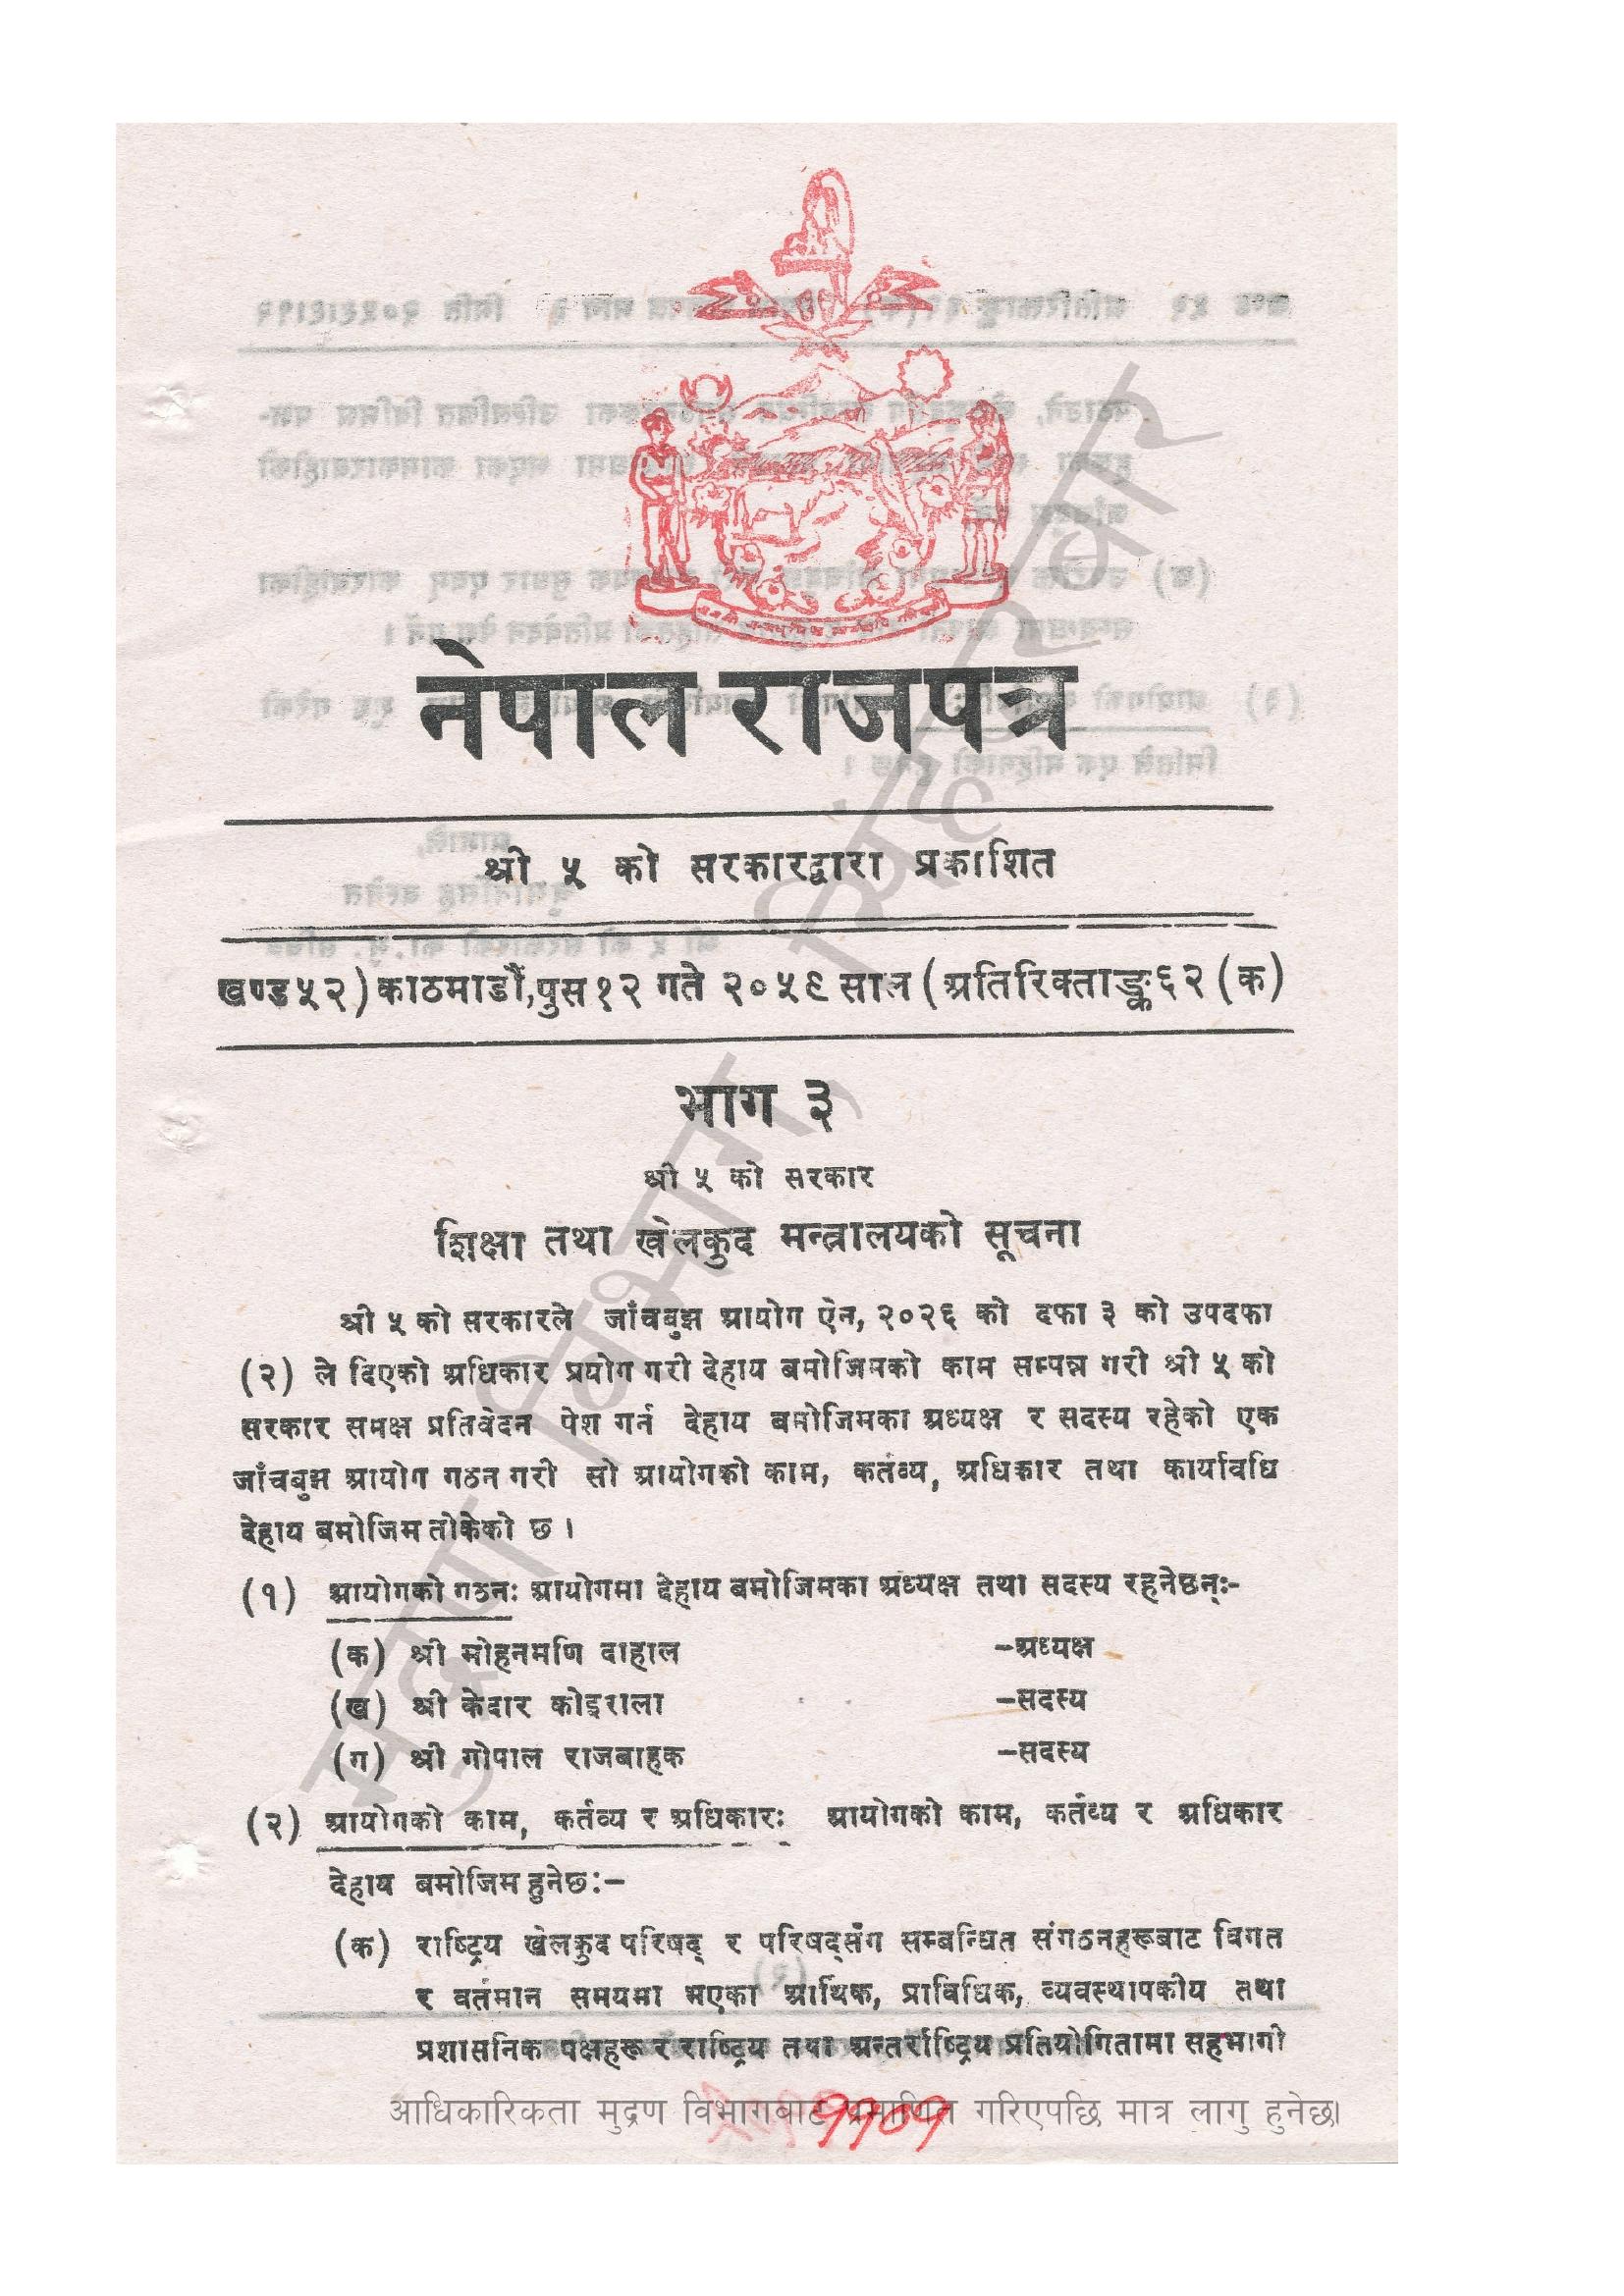 नेपाल राजपत्र
श्री ५ को सरकारद्वारा प्रकाशित
खण्ड ५२) काठमाडौं, पुस १२ गते २०५९ साल (अतिरिक्ताङ्क ६२ (क)
भाग ३
श्री ५ को सरकार
शिक्षा तथा खेलकुद मन्त्रालयको सूचना
श्री ५ को सरकारले जाँचबुझ आयोग ऐन, २०२६ को दफा ३ को उपदफा
(२) ले दिएको अधिकार प्रयोग गरी देहाय बमोजिमको काम सम्पन्न गरी श्री ५ को
सरकार समक्ष प्रतिवेदन पेश गर्न देहाय बमोजिमका अध्यक्ष र सदस्य रहेको एक
जाँचबुझ आयोग गठन गरी सो आयोगको काम, कर्तव्य, अधिकार तथा कार्यावधि
देहाय बमोजिम तोकेको छ ।
(१) आयोगको गठनः आयोगमा देहाय बमोजिमका अध्यक्ष तथा सदस्य रहनेछन्ः-
(क) श्री मोहनमणि दाहाल -अध्यक्ष
(ख) श्री केदार कोइराला -सदस्य
(ग) श्री गोपाल राजबाहक -सदस्य
(२) आयोगको काम, कर्तव्य र अधिकारः आयोगको काम, कर्तव्य र अधिकार
देहाय बमोजिम हुनेछः-
(क) राष्ट्रिय खेलकुद परिषद् र परिषद्सँग सम्बन्धित संगठनहरूबाट विगत
र वर्तमान समयमा भएका आर्थिक, प्राविधिक, व्यवस्थापकीय तथा
प्रशासनिक पक्षहरू र राष्ट्रिय तथा अन्तर्राष्ट्रिय प्रतियोगितामा सहभागी
आधिकारिकता मुद्रण विभागबाट प्रमाणित गरिएपछि मात्र लागु हुनेछ।
११०१
मुद्रण विभाग, सिंहदरबार